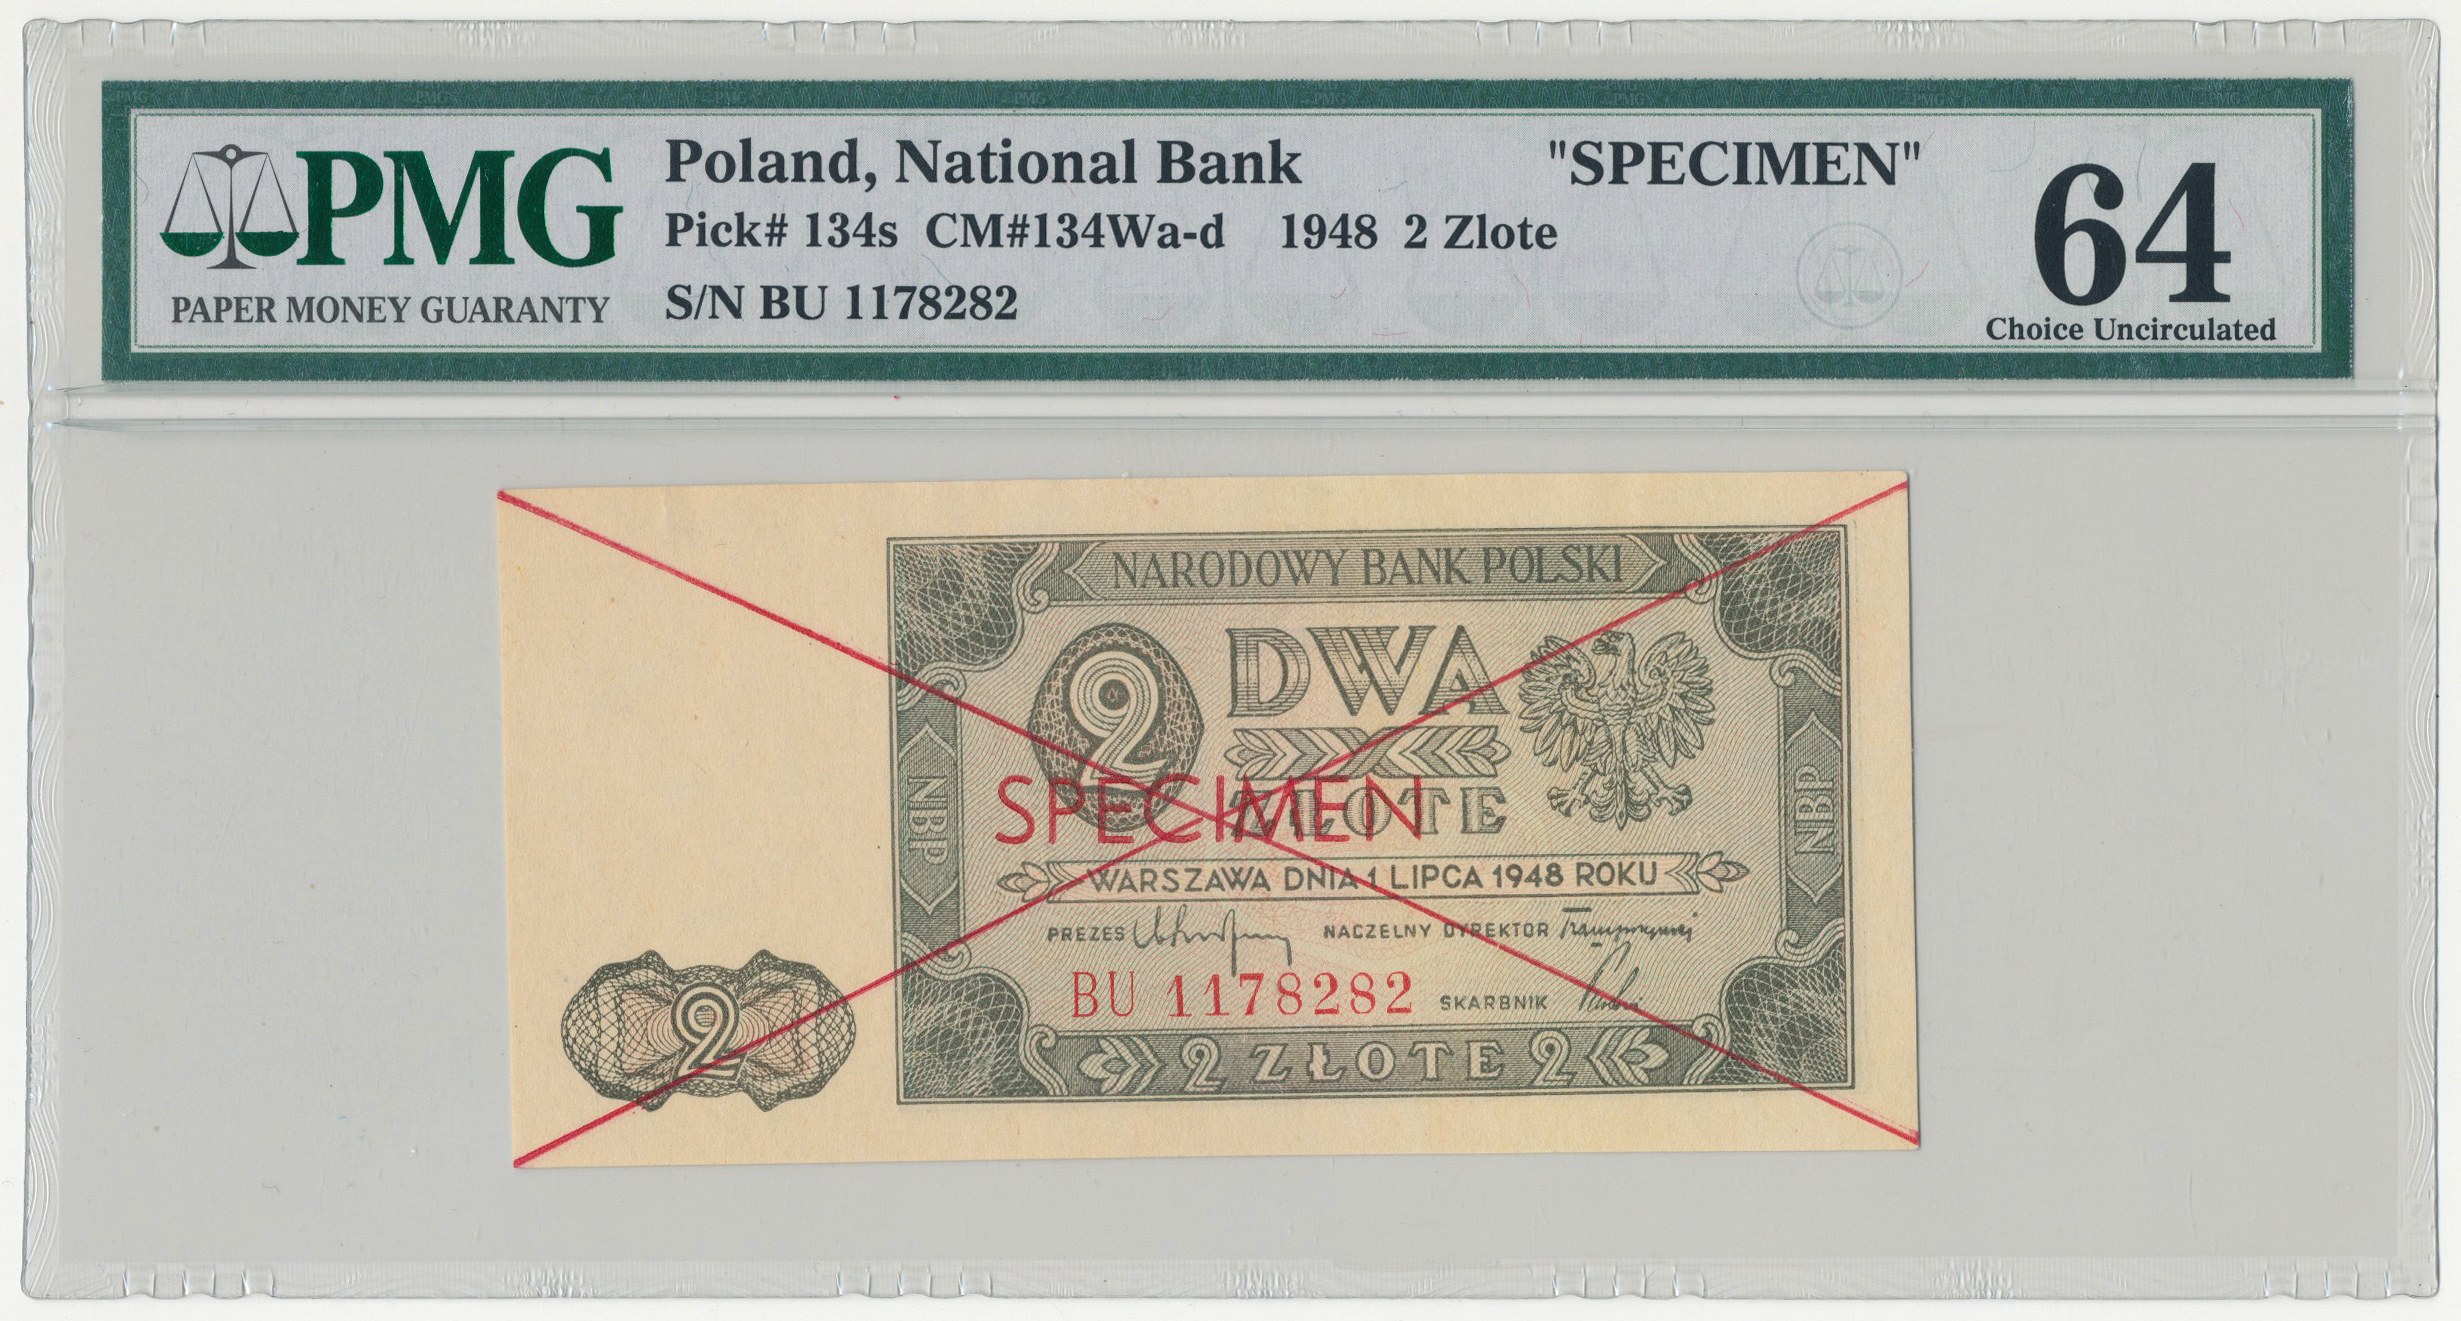 PMG
PAPER MONEY GUARANTY
Poland, National Bank "SPECIMEN"
Pick# 134s CM#134Wa-d 1948 2 Zlote
S/N BU 1178282
64
Choice Uncirculated
NARODOWY BANK POLSKI
2 DWA
ZŁOTE
SPECIMEN
NBP
NBP
WARSZAWA DNIA 1 LIPCA 1948 ROKU
PREZES NACZELNY DYREKTOR
BU 1178282 SKARBNIK
2
2 ZŁOTE 2